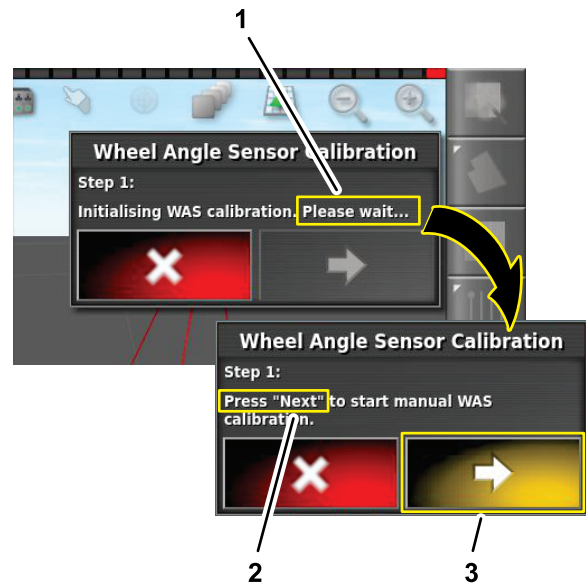 1
Wheel Angle Sensor Calibration
Step 1:
Initialising WAS calibration. Please wait...
Wheel Angle Sensor Calibration
Step 1:
Press "Next" to start manual WAS
calibration.
2
3